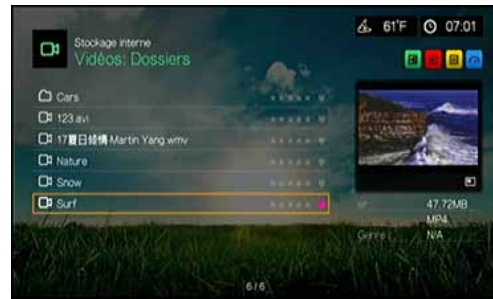 61°F 07:01
Stockage interne
Vidéos: Dossiers
Cars
123.avi
17夏日倾情-Martin Yang.wmv
Nature
Snow
Surf
47.72MB
MP4
Genre : N/A
6/6